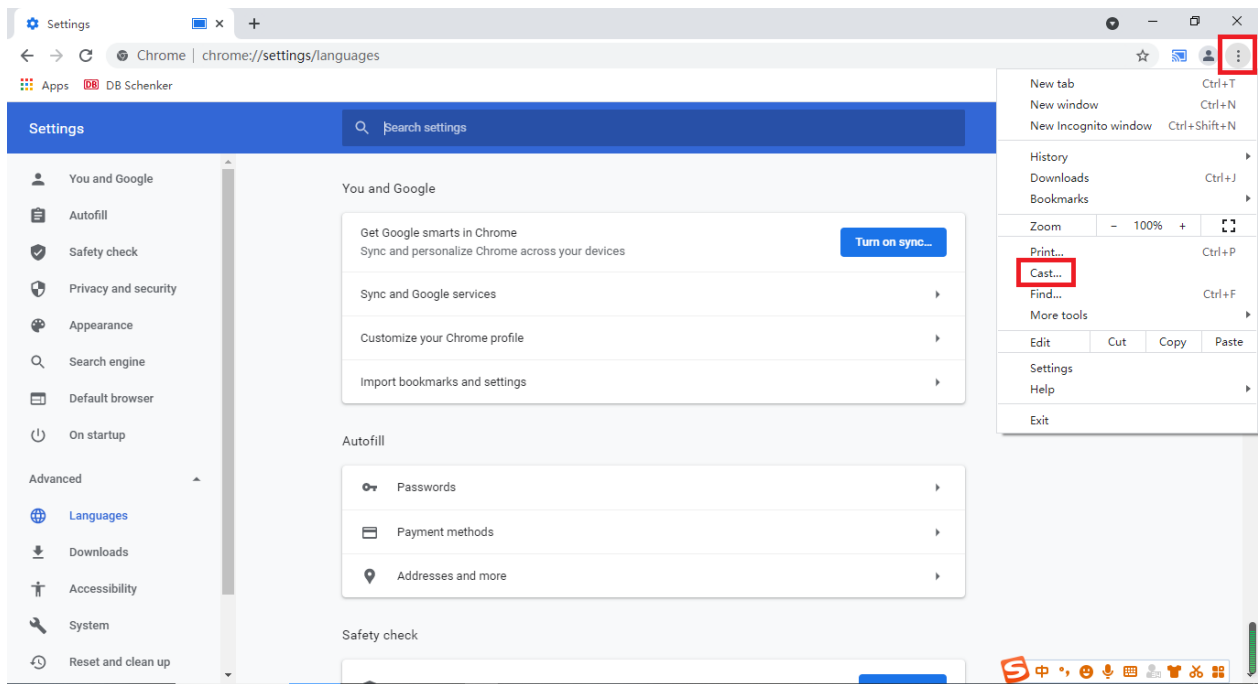 Settings
Chrome | chrome://settings/languages
Apps DB DB Schenker
Settings
Search settings
You and Google
Autofill
Safety check
Privacy and security
Appearance
Search engine
Default browser
On startup
Advanced
Languages
Downloads
Accessibility
System
Reset and clean up
You and Google
Get Google smarts in Chrome
Sync and personalize Chrome across your devices
Turn on sync...
Sync and Google services
Customize your Chrome profile
Import bookmarks and settings
Autofill
Passwords
Payment methods
Addresses and more
Safety check
New tab Ctrl+T
New window Ctrl+N
New Incognito window Ctrl+Shift+N
History
Downloads Ctrl+J
Bookmarks
Zoom - 100% +
Print... Ctrl+P
Cast...
Find... Ctrl+F
More tools
Edit Cut Copy Paste
Settings
Help
Exit
S 中 °,